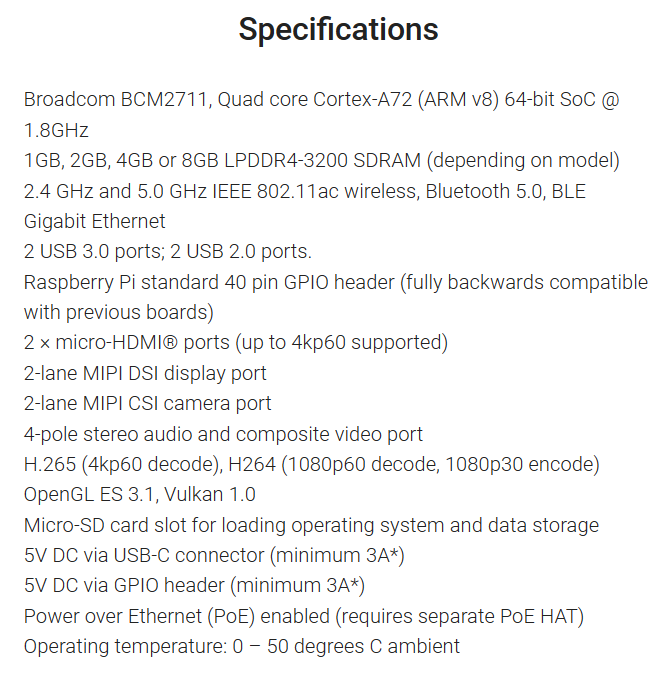 Specifications
Broadcom BCM2711, Quad core Cortex-A72 (ARM v8) 64-bit SoC @
1.8GHz
1GB, 2GB, 4GB or 8GB LPDDR4-3200 SDRAM (depending on model)
2.4 GHz and 5.0 GHz IEEE 802.11ac wireless, Bluetooth 5.0, BLE
Gigabit Ethernet
2 USB 3.0 ports; 2 USB 2.0 ports.
Raspberry Pi standard 40 pin GPIO header (fully backwards compatible
with previous boards)
2 × micro-HDMI® ports (up to 4kp60 supported)
2-lane MIPI DSI display port
2-lane MIPI CSI camera port
4-pole stereo audio and composite video port
H.265 (4kp60 decode), H264 (1080p60 decode, 1080p30 encode)
OpenGL ES 3.1, Vulkan 1.0
Micro-SD card slot for loading operating system and data storage
5V DC via USB-C connector (minimum 3A*)
5V DC via GPIO header (minimum 3A*)
Power over Ethernet (PoE) enabled (requires separate PoE HAT)
Operating temperature: 0 – 50 degrees C ambient